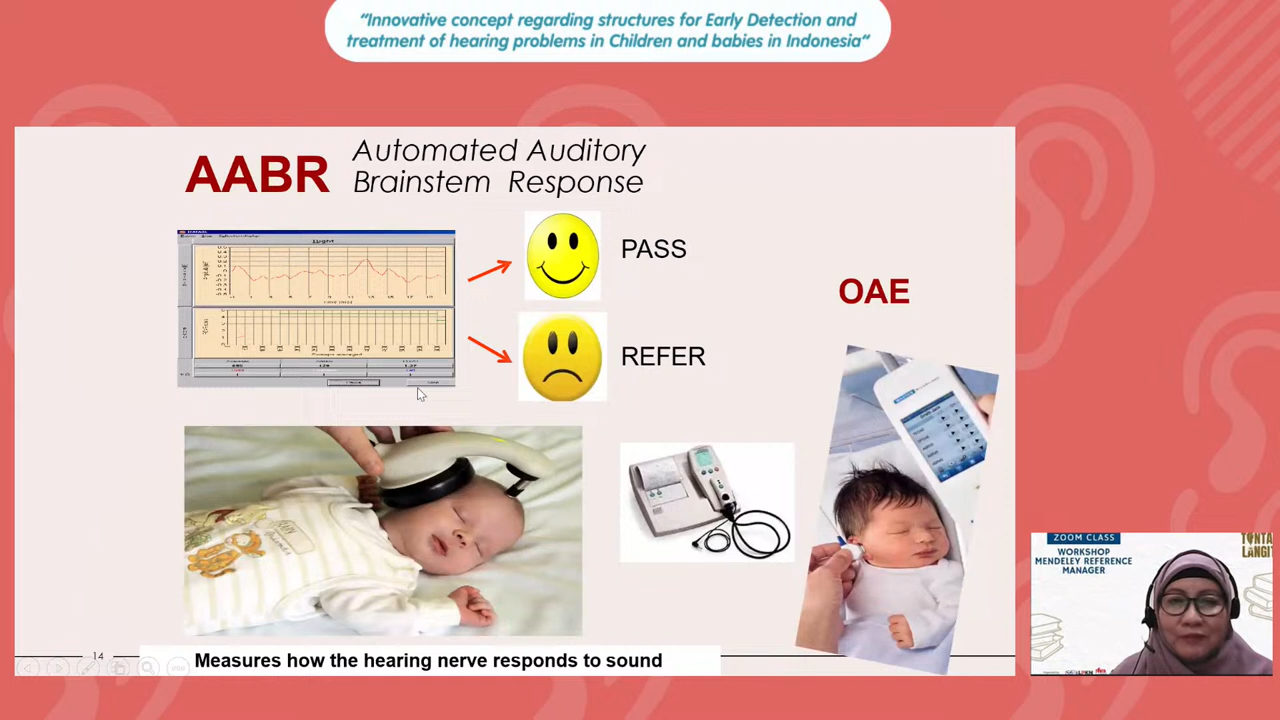 “Innovative concept regarding structures for Early Detection and
treatment of hearing problems in Children and babies in Indonesia“
AABR
Automated Auditory
Brainstem Response
PASS
REFER
OAE
14
Measures how the hearing nerve responds to sound
ZOOM CLASS
WORKSHOP
MENDELEY REFERENCE
MANAGER